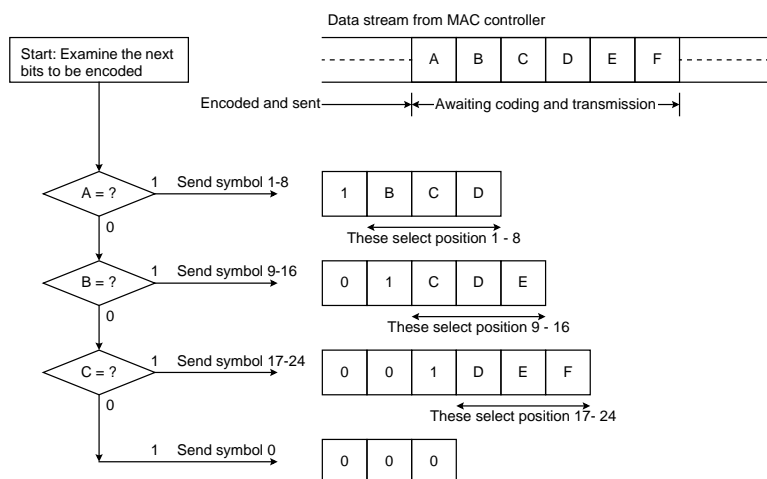 Data stream from MAC controller
Start: Examine the next
bits to be encoded
A B C D E F
Encoded and sent
Awaiting coding and transmission
A = ?
1 Send symbol 1-8
1 B C D
0
These select position 1 - 8
B = ?
1 Send symbol 9-16
0 1 C D E
0
These select position 9 - 16
C = ?
1 Send symbol 17-24
0 0 1 D E F
0
These select position 17- 24
1 Send symbol 0
0 0 0